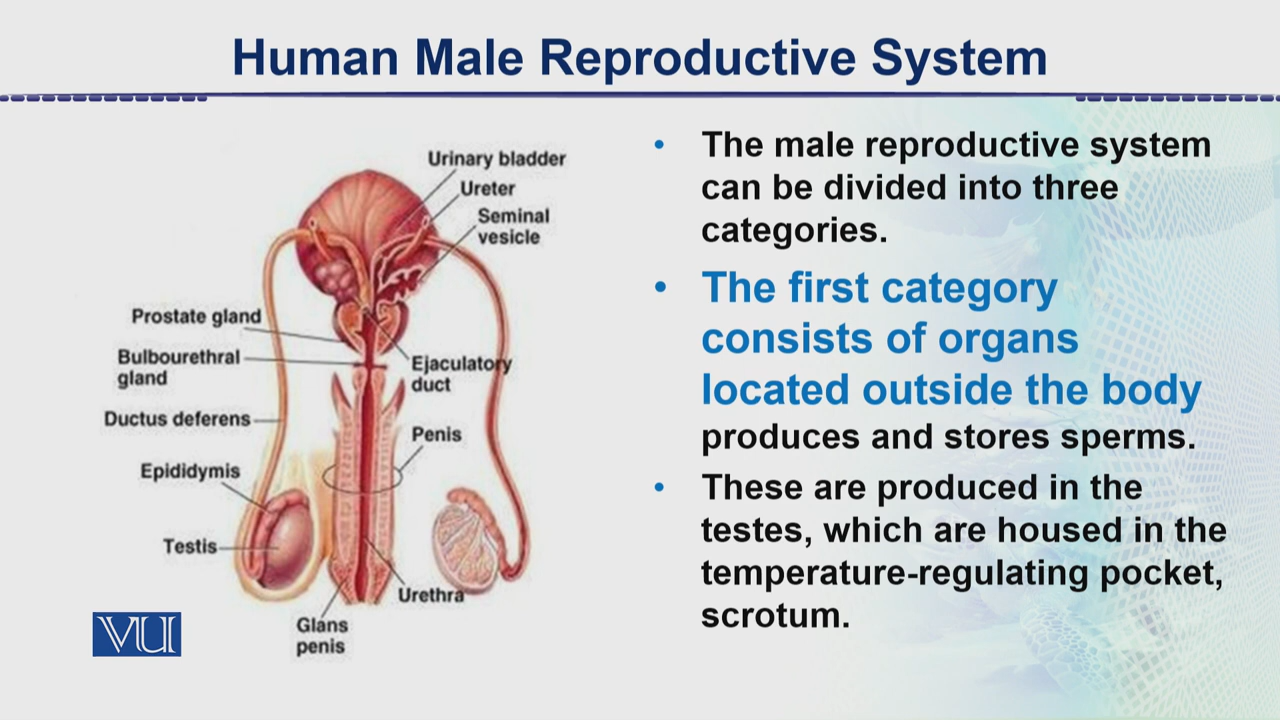 Human Male Reproductive System
Urinary bladder
Ureter
Seminal
vesicle
Prostate gland
Bulbourethral
gland
Ejaculatory
duct
Ductus deferens
Penis
Epididymis
Testis
Urethra
Glans
penis
VU
• The male reproductive system
can be divided into three
categories.
• The first category
consists of organs
located outside the body
produces and stores sperms.
• These are produced in the
testes, which are housed in the
temperature-regulating pocket,
scrotum.